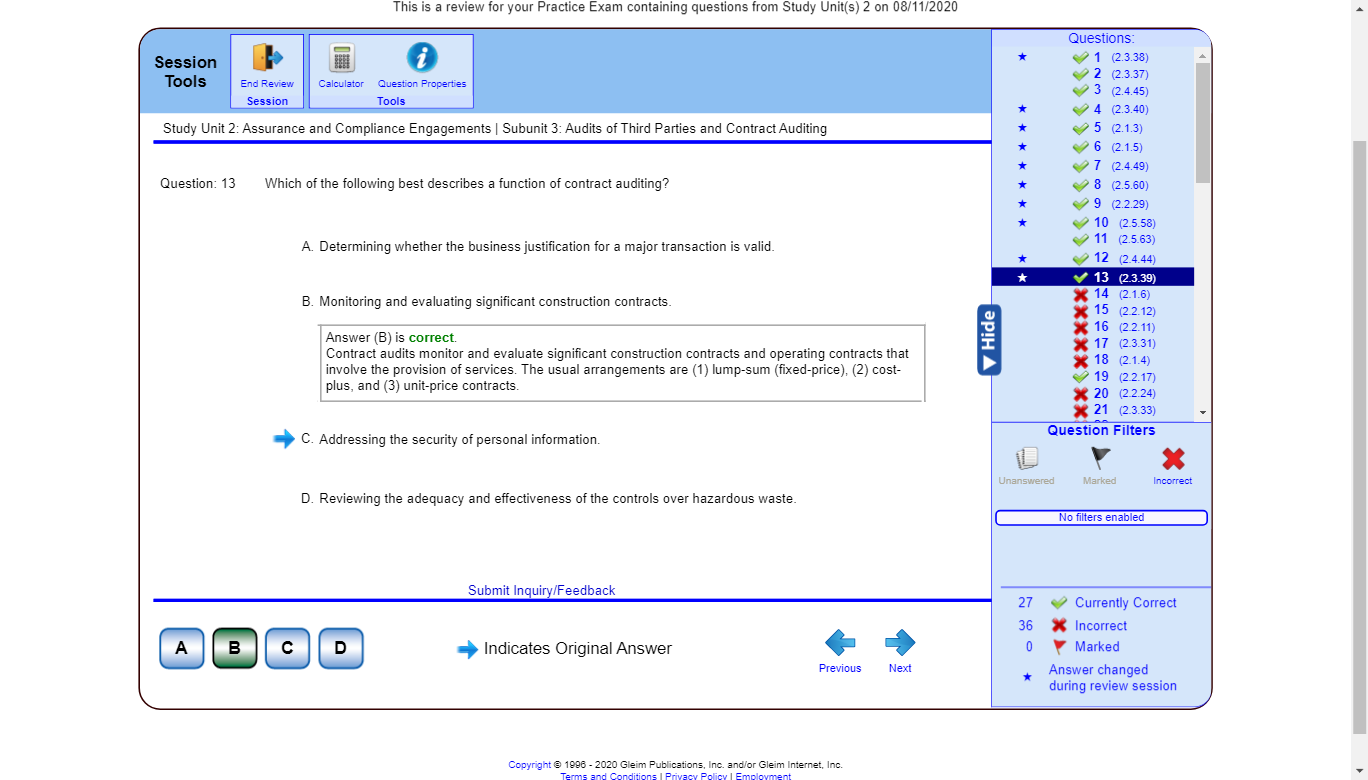 This is a review for your Practice Exam containing questions from Study Unit(s) 2 on 08/11/2020
Session
Tools
End Review
Session
Calculator
Question Properties
Tools
Study Unit 2: Assurance and Compliance Engagements | Subunit 3: Audits of Third Parties and Contract Auditing
Question: 13 Which of the following best describes a function of contract auditing?
A. Determining whether the business justification for a major transaction is valid.
B. Monitoring and evaluating significant construction contracts.
Answer (B) is correct.
Contract audits monitor and evaluate significant construction contracts and operating contracts that
involve the provision of services. The usual arrangements are (1) lump-sum (fixed-price), (2) cost-
plus, and (3) unit-price contracts.
C. Addressing the security of personal information.
D. Reviewing the adequacy and effectiveness of the controls over hazardous waste.
Submit Inquiry/Feedback
A B C D
Indicates Original Answer
Previous
Next
Questions:
1 (2.3.38)
2 (2.3.37)
3 (2.4.45)
4 (2.3.40)
5 (2.1.3)
6 (2.1.5)
7 (2.4.49)
8 (2.5.60)
9 (2.2.29)
10 (2.5.58)
11 (2.5.63)
12 (2.4.44)
13 (2.3.39)
14 (2.1.6)
15 (2.2.12)
16 (2.2.11)
17 (2.3.31)
18 (2.1.4)
19 (2.2.17)
20 (2.2.24)
21 (2.3.33)
Hide
Question Filters
Unanswered
Marked
Incorrect
No filters enabled
27 Currently Correct
36 Incorrect
0 Marked
Answer changed
during review session
Copyright © 1996 - 2020 Gleim Publications, Inc. and/or Gleim Internet, Inc.
Terms and Conditions | Privacy Policy | Employment